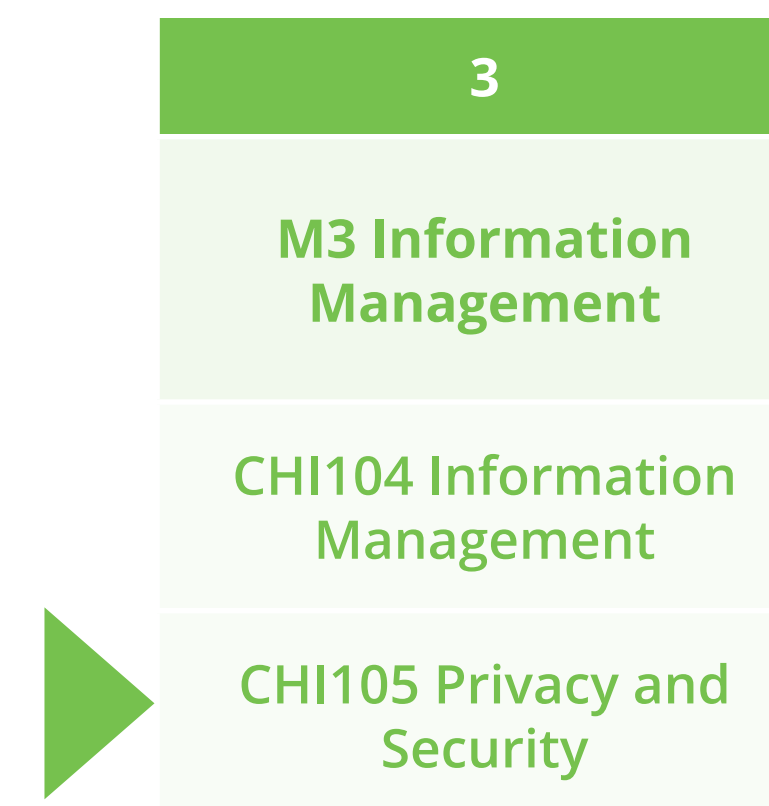 3
M3 Information
Management
CHI104 Information
Management
CHI105 Privacy and
Security